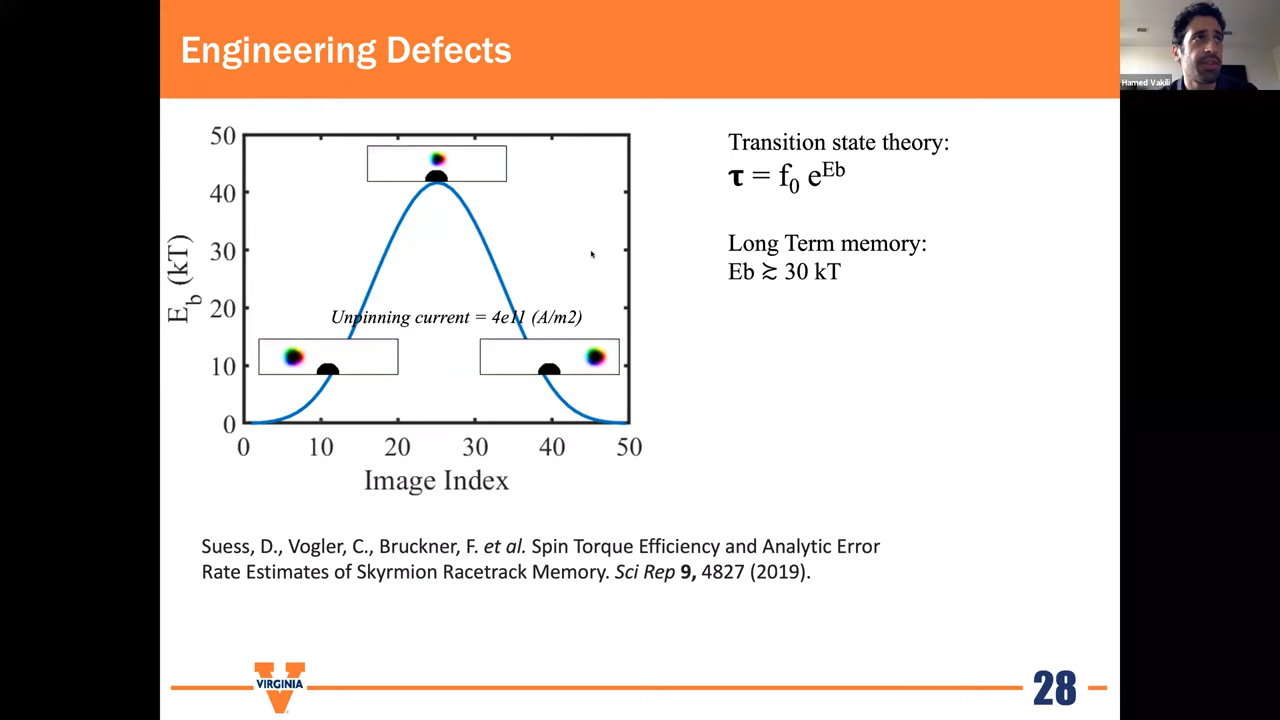 Engineering Defects
Hamed Vakili
50
40
30
20
10
0
E_b (kT)
Unpinning current = 4e11 (A/m2)
0 10 20 30 40 50
Image Index
Transition state theory:
τ = f₀ e^Eb
Long Term memory:
Eb ≳ 30 kT
Suess, D., Vogler, C., Bruckner, F. et al. Spin Torque Efficiency and Analytic Error
Rate Estimates of Skyrmion Racetrack Memory. Sci Rep 9, 4827 (2019).
VIRGINIA
28